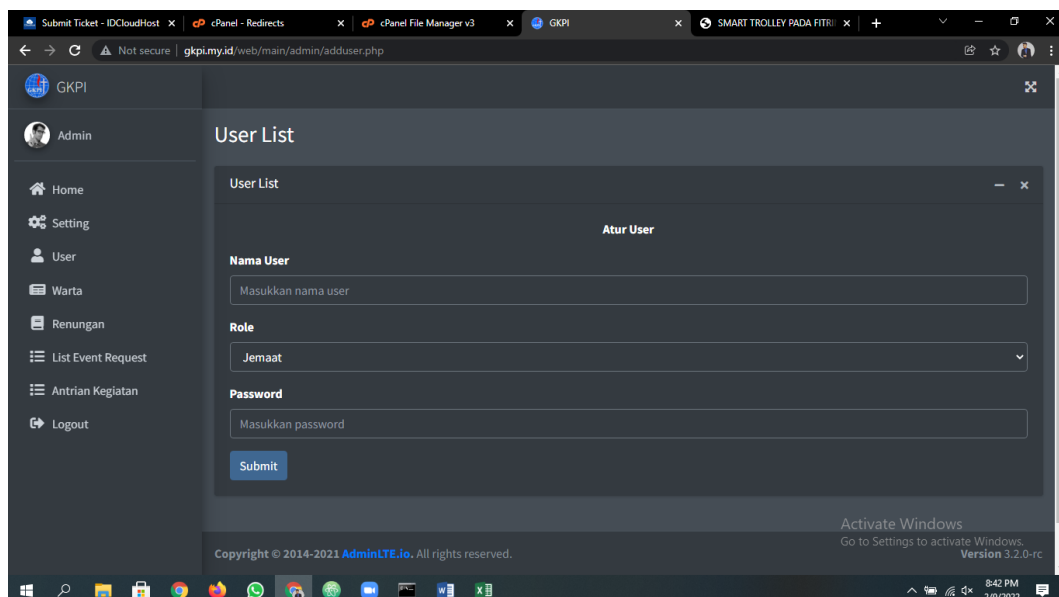 Submit Ticket - IDCloudHost
cPanel - Redirects
cPanel File Manager v3
GKPI
SMART TROLLEY PADA FITRI
Not secure | gkpi.my.id/web/main/admin/adduser.php
GKPI
Admin
Home
Setting
User
Warta
Renungan
List Event Request
Antrian Kegiatan
Logout
User List
User List
Atur User
Nama User
Masukkan nama user
Role
Jemaat
Password
Masukkan password
Submit
Activate Windows
Go to Settings to activate Windows.
Copyright © 2014-2021 AdminLTE.io. All rights reserved.
Version 3.2.0-rc
8:42 PM